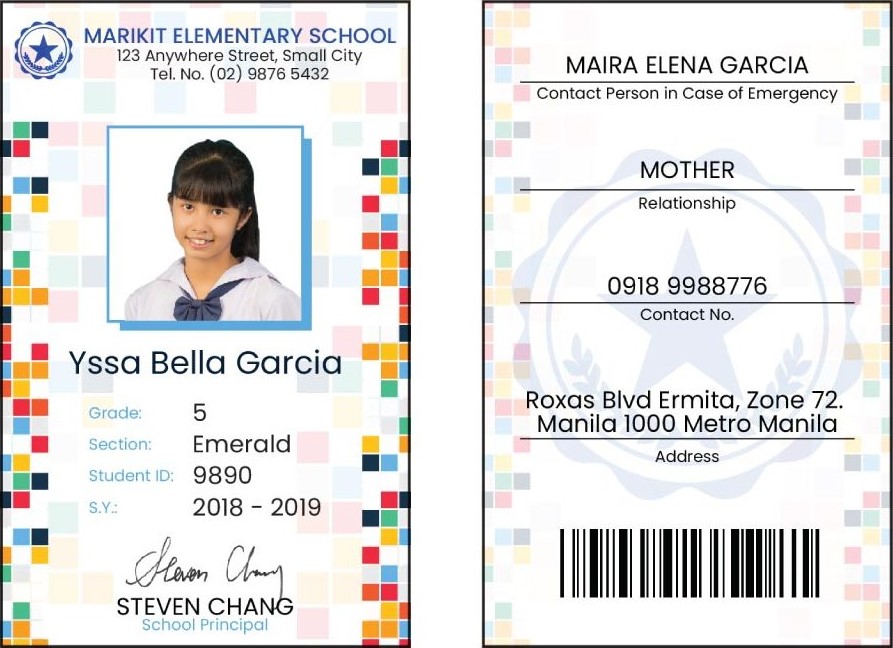 MARIKIT ELEMENTARY SCHOOL
123 Anywhere Street, Small City
Tel. No. (02) 9876 5432
Yssa Bella Garcia
Grade: 5
Section: Emerald
Student ID: 9890
S.Y.: 2018 - 2019
Steven Chang
STEVEN CHANG
School Principal
MAIRA ELENA GARCIA
Contact Person in Case of Emergency
MOTHER
Relationship
0918 9988776
Contact No.
Roxas Blvd Ermita, Zone 72.
Manila 1000 Metro Manila
Address